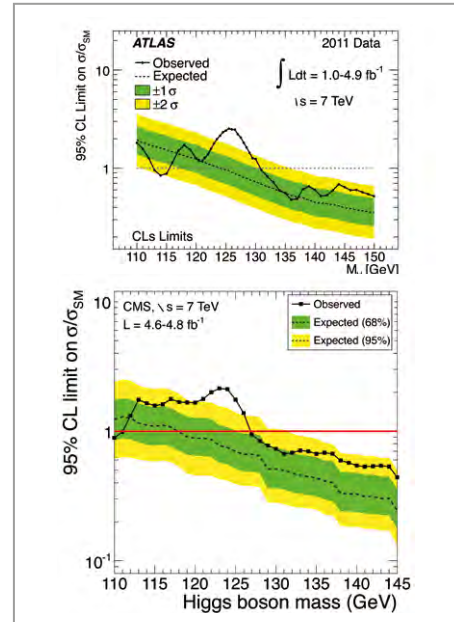 ATLAS 2011 Data
Observed
Expected
±1 σ
±2 σ
∫ Ldt = 1.0-4.9 fb⁻¹
\s = 7 TeV
95% CL Limit on σ/σSM
10
1
CLs Limits
110 115 120 125 130 135 140 145 150
[GeV]
CMS, \s = 7 TeV
L = 4.6-4.8 fb⁻¹
Observed
Expected (68%)
Expected (95%)
95% CL limit on σ/σSM
10
1
10⁻¹
110 115 120 125 130 135 140 145
Higgs boson mass (GeV)